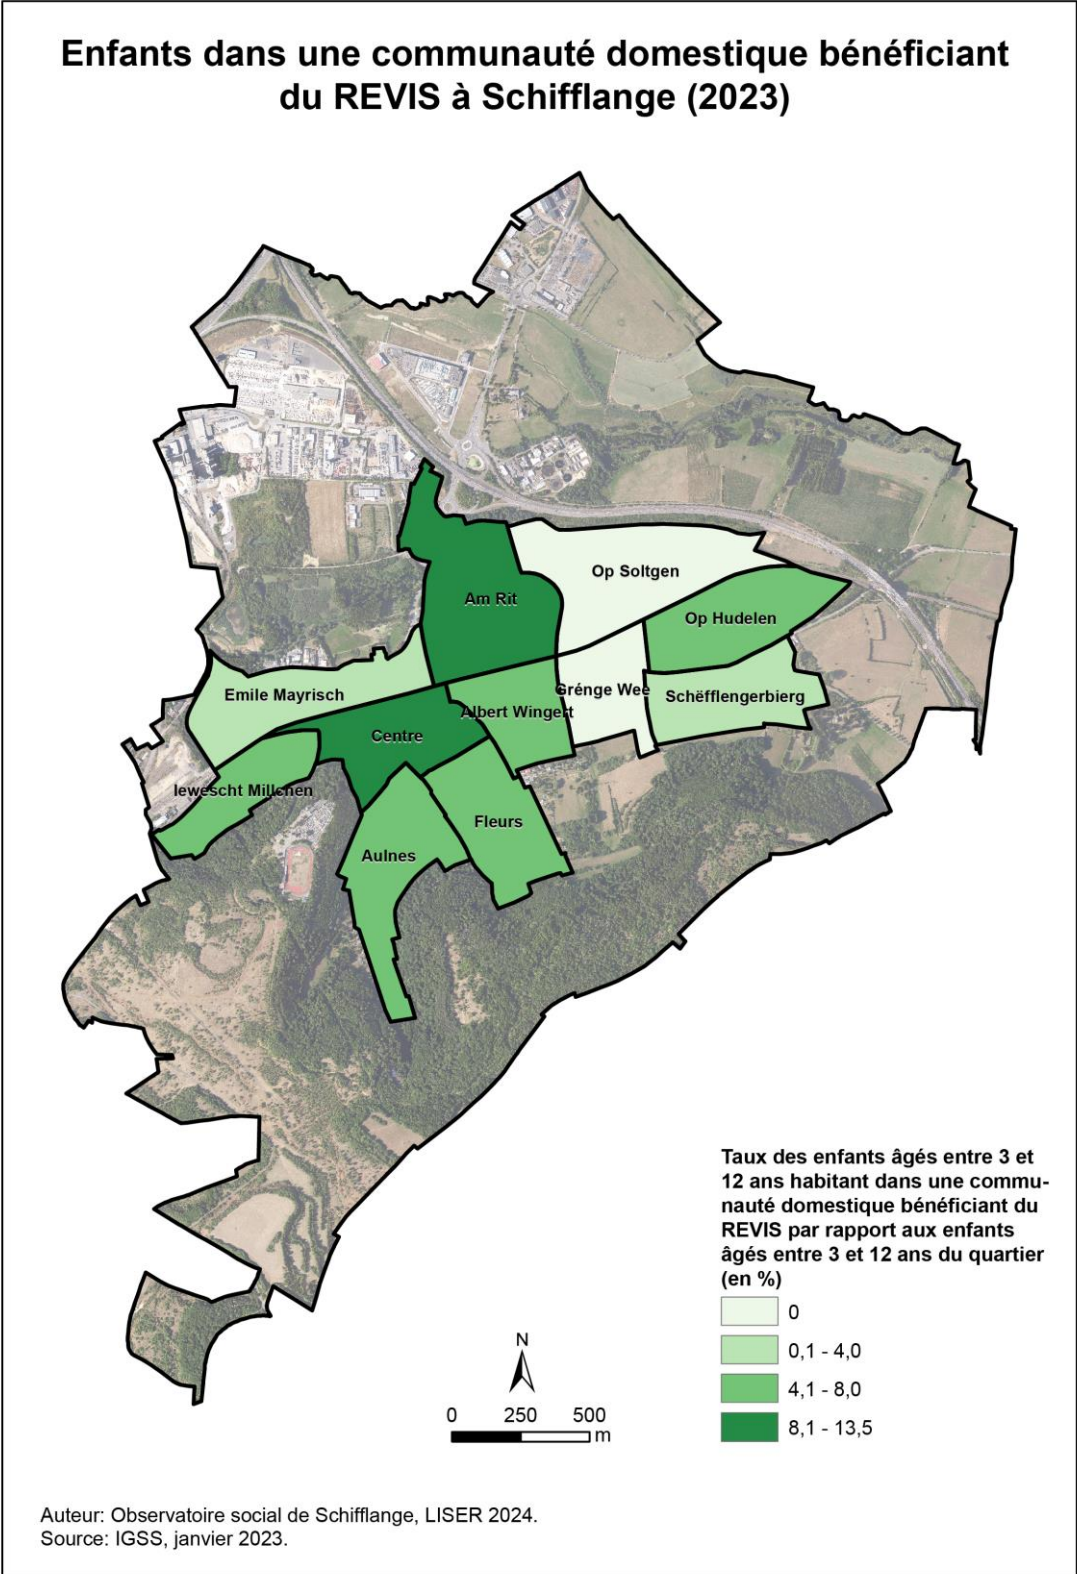 Enfants dans une communauté domestique bénéficiant
du REVIS à Schifflange (2023)
Op Soltgen
Am Rit
Op Hudelen
Emile Mayrisch
Grénge Wee
Schëfflengerbierg
Albert Wingert
Centre
Iewescht Millchen
Fleurs
Aulnes
Taux des enfants âgés entre 3 et
12 ans habitant dans une commu-
nauté domestique bénéficiant du
REVIS par rapport aux enfants
âgés entre 3 et 12 ans du quartier
(en %)
0
0,1 - 4,0
4,1 - 8,0
8,1 - 13,5
N
0 250 500
m
Auteur: Observatoire social de Schifflange, LISER 2024.
Source: IGSS, janvier 2023.